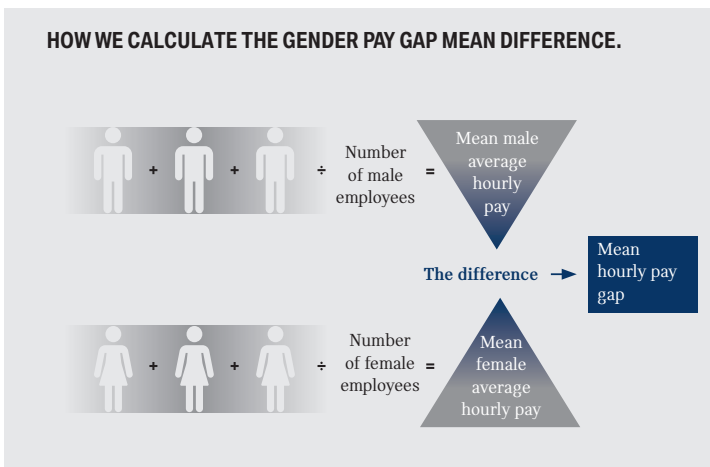 HOW WE CALCULATE THE GENDER PAY GAP MEAN DIFFERENCE.
+ + ÷
Number
of male
employees
=
Mean male
average
hourly
pay
The difference
Mean
hourly pay
gap
+ + ÷
Number
of female
employees
=
Mean
female
average
hourly pay